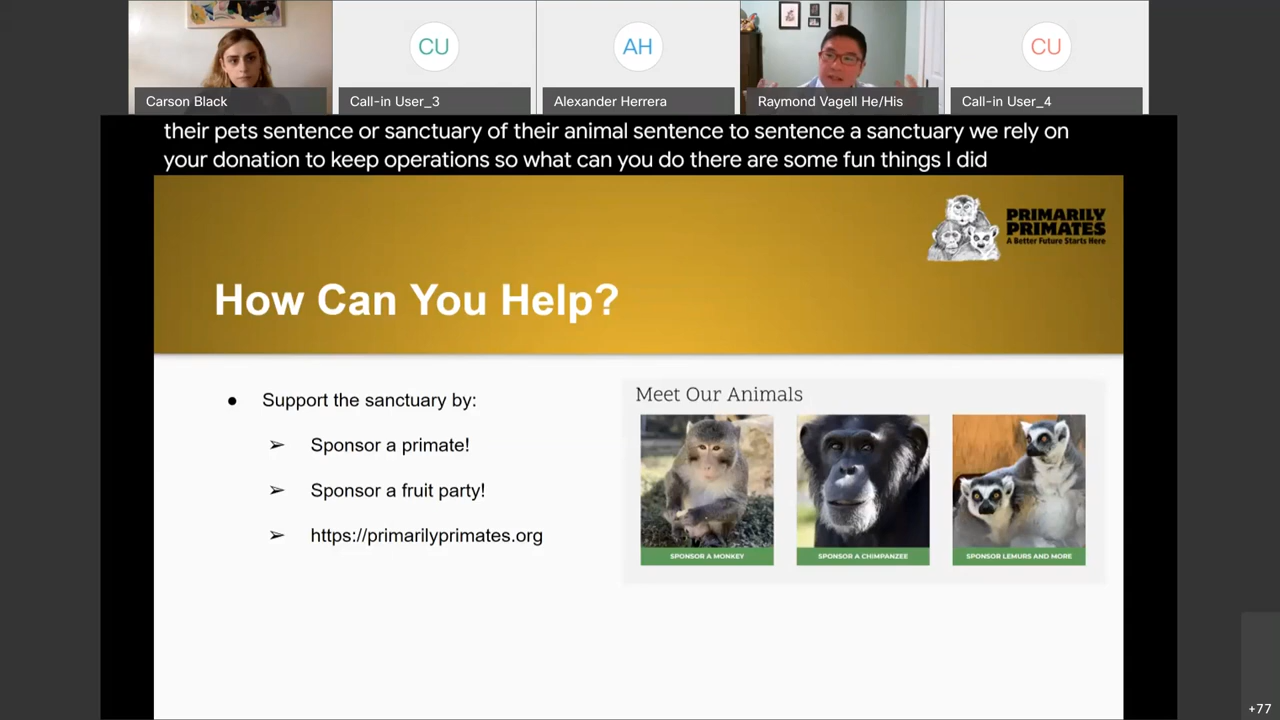 CU
AH
CU
Carson Black
Call-in User_3
Alexander Herrera
Raymond Vagell He/His
Call-in User_4
their pets sentence or sanctuary of their animal sentence to sentence a sanctuary we rely on
your donation to keep operations so what can you do there are some fun things I did
PRIMARILY
PRIMATES
A Better Future Starts Here
How Can You Help?
● Support the sanctuary by:
➢ Sponsor a primate!
➢ Sponsor a fruit party!
➢ https://primarilyprimates.org
Meet Our Animals
SPONSOR A MONKEY
SPONSOR A CHIMPANZEE
SPONSOR LEMURS AND MORE
+77